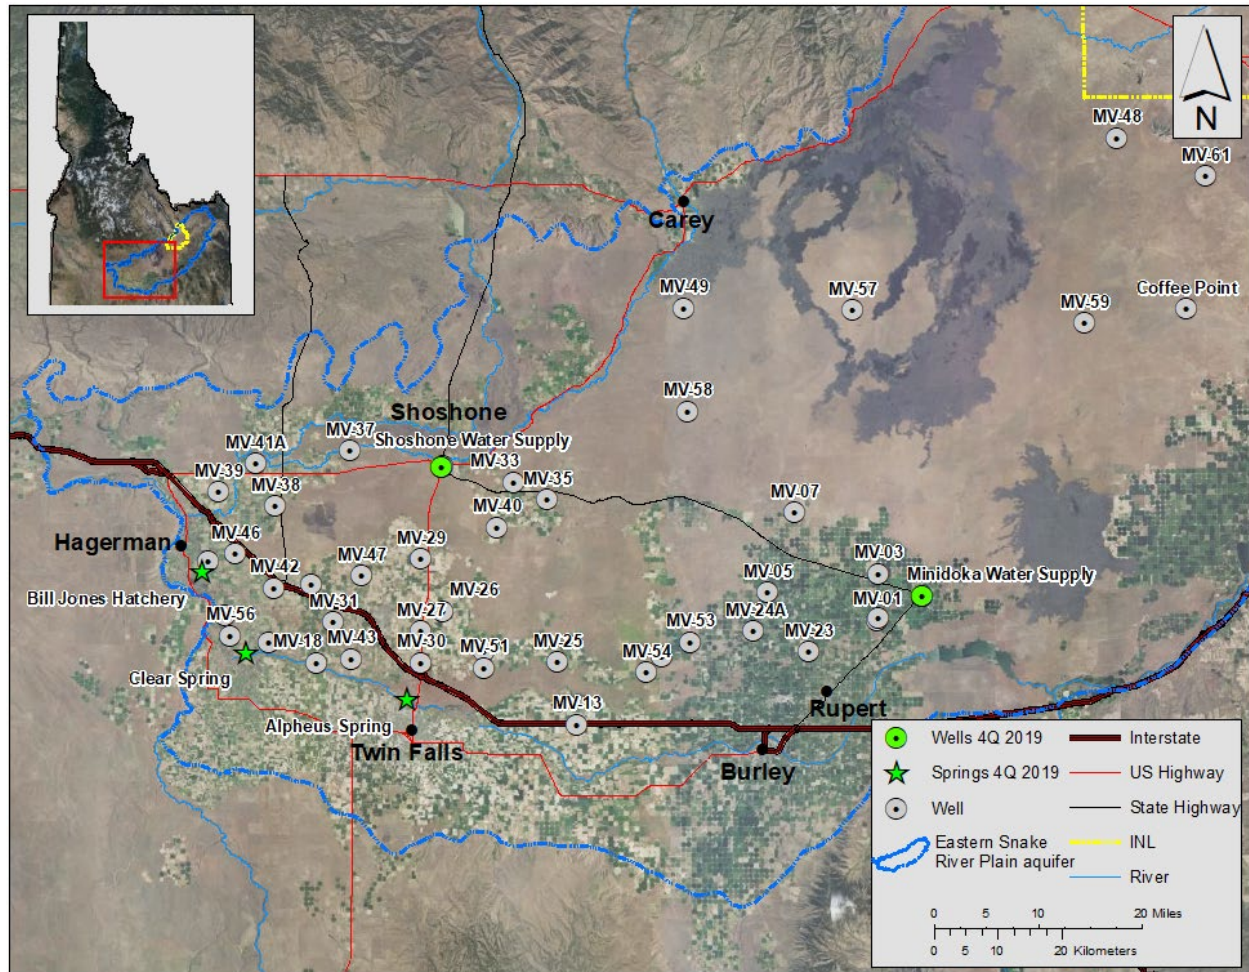 N
MV-48
MV-61
Carey
MV-49
MV-57
MV-59
Coffee Point
MV-58
Shoshone
Shoshone Water Supply
MV-37
MV-41A
MV-33
MV-35
MV-39
MV-38
MV-40
MV-07
Hagerman
MV-46
MV-29
MV-47
MV-03
MV-42
MV-05
Minidoka Water Supply
Bill Jones Hatchery
MV-26
MV-31
MV-27
MV-24A
MV-01
MV-56
MV-18
MV-43
MV-30
MV-51
MV-25
MV-53
MV-23
MV-54
Clear Spring
MV-13
Alpheus Spring
Rupert
Twin Falls
Burley
Wells 4Q 2019
Springs 4Q 2019
Well
Eastern Snake
River Plain aquifer
Interstate
US Highway
State Highway
INL
River
0 5 10 20 Miles
0 5 10 20 Kilometers